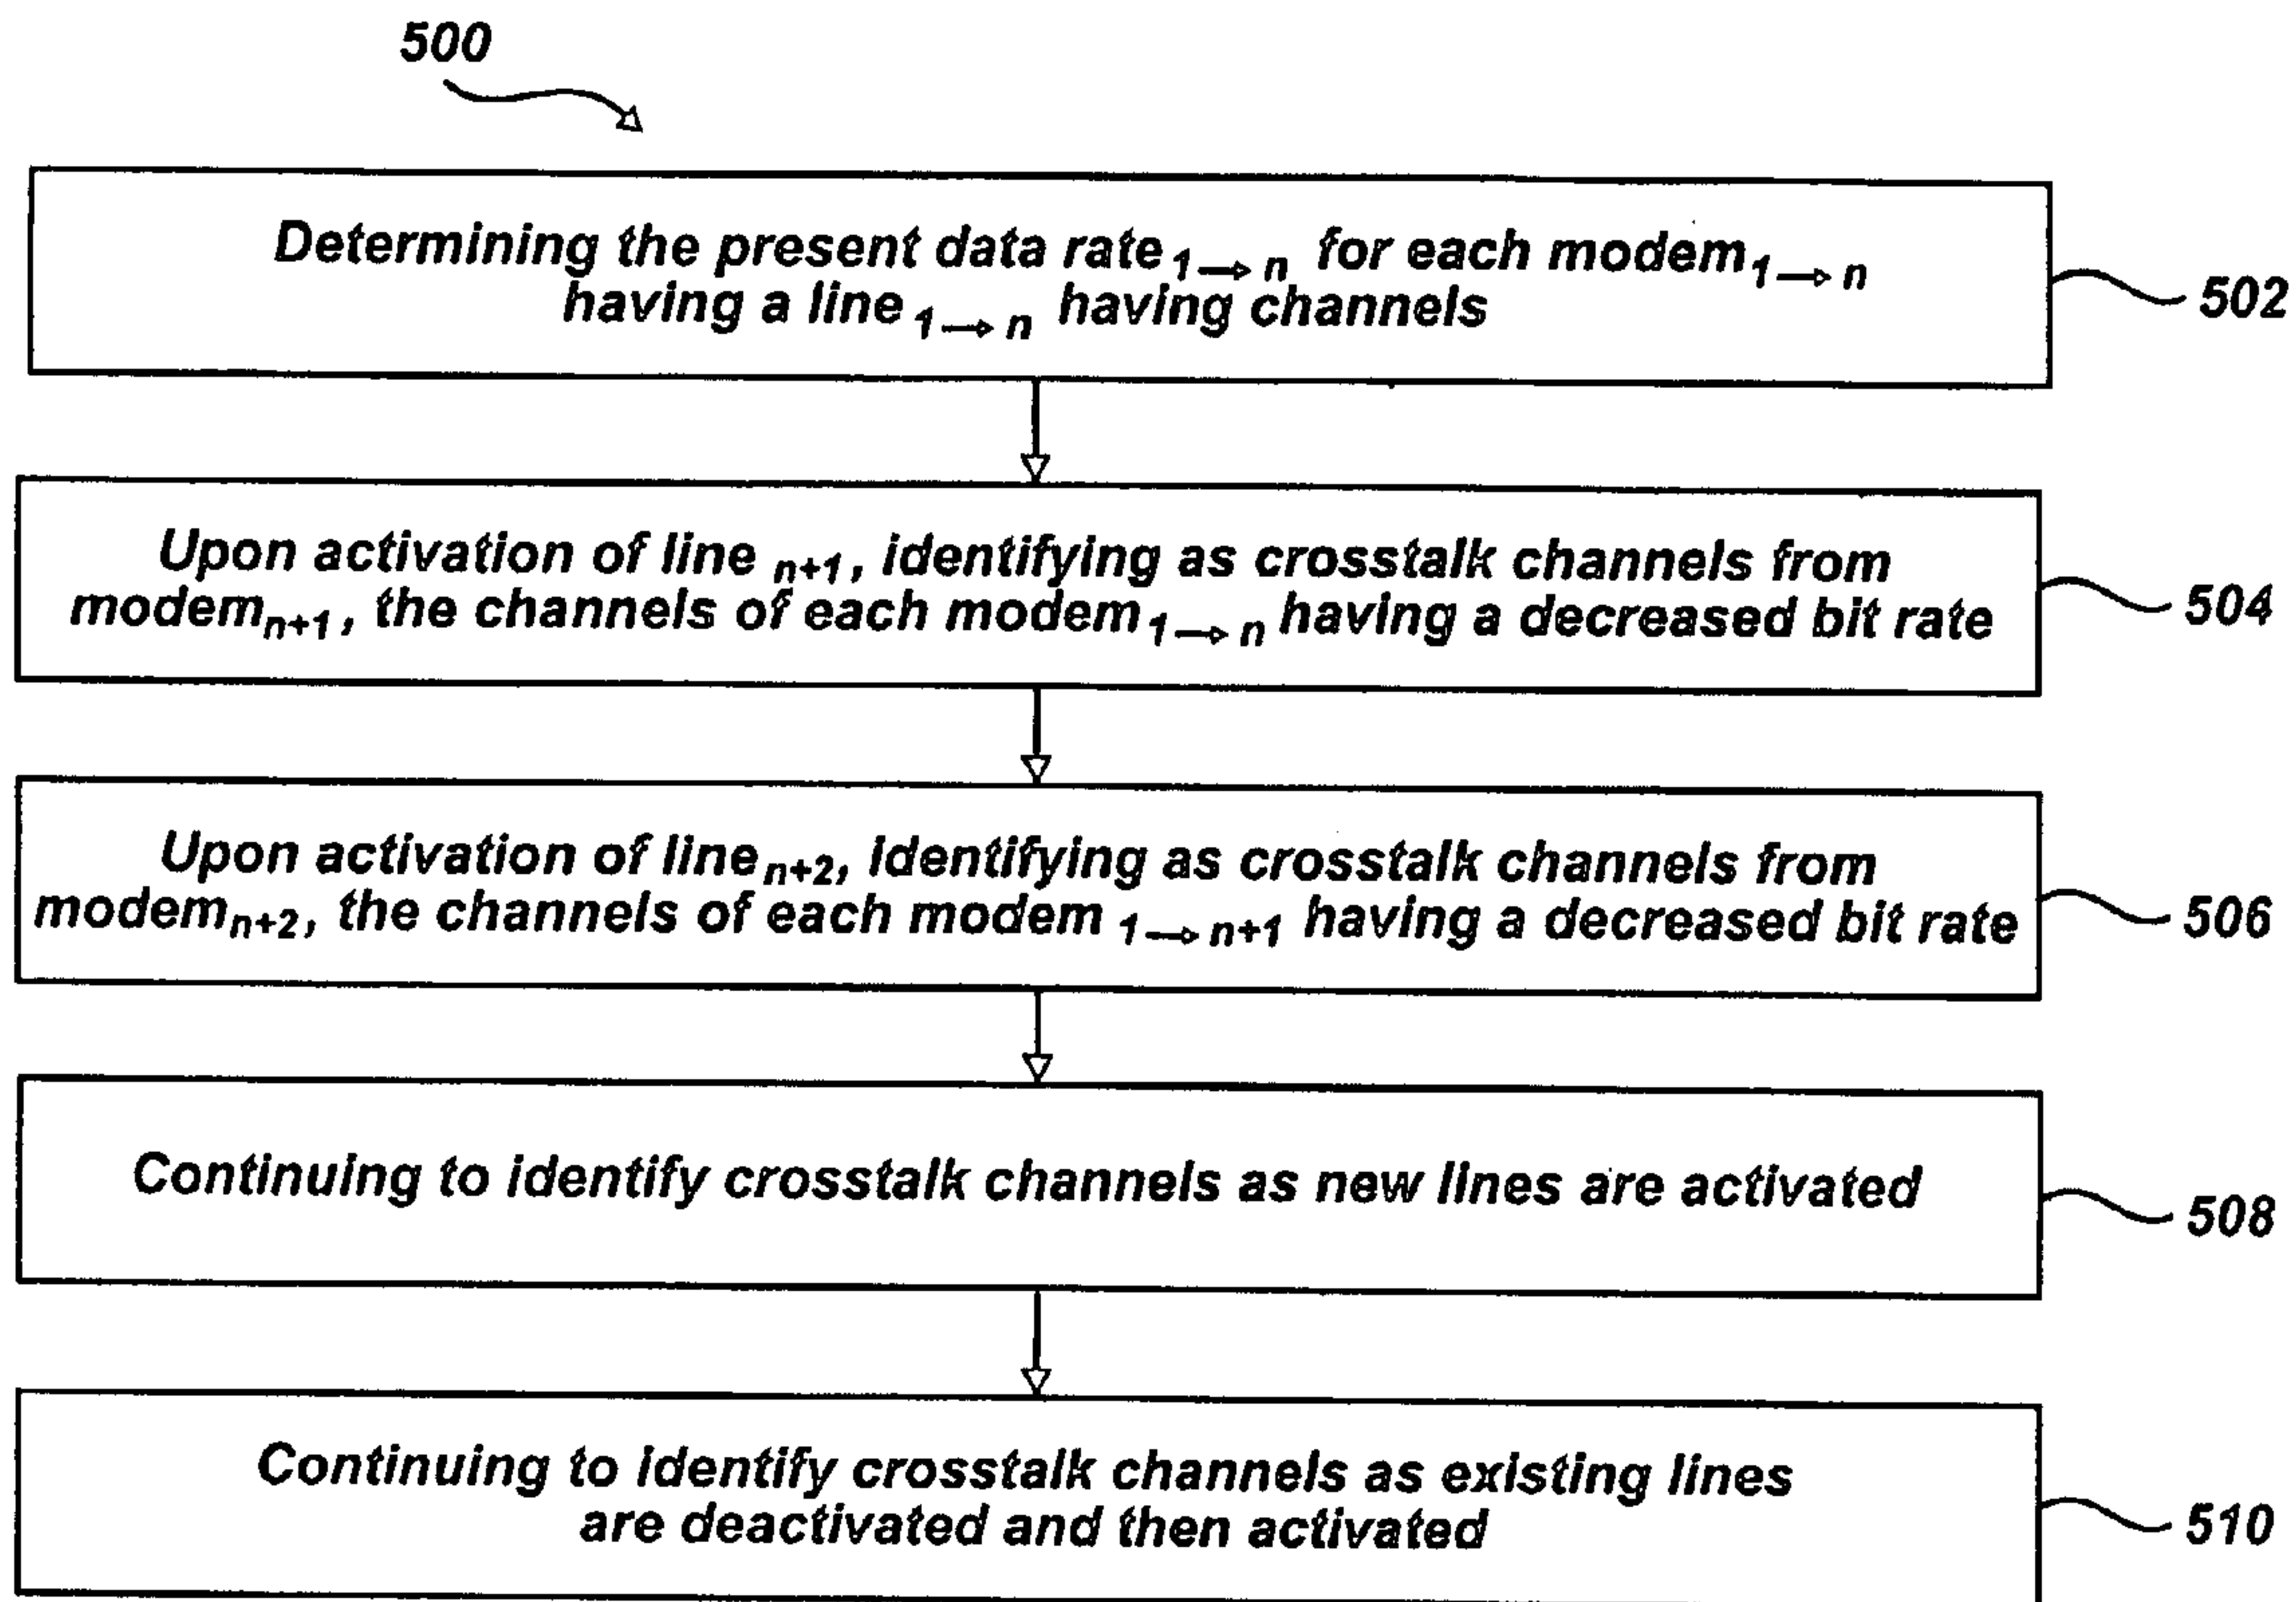 500
Determining the present data rate 1→n for each modem 1→n
having a line 1→n having channels
502
Upon activation of line n+1, identifying as crosstalk channels from
modem n+1, the channels of each modem 1→n having a decreased bit rate
504
Upon activation of line n+2, identifying as crosstalk channels from
modem n+2, the channels of each modem 1→n+1 having a decreased bit rate
506
Continuing to identify crosstalk channels as new lines are activated
508
Continuing to identify crosstalk channels as existing lines
are deactivated and then activated
510